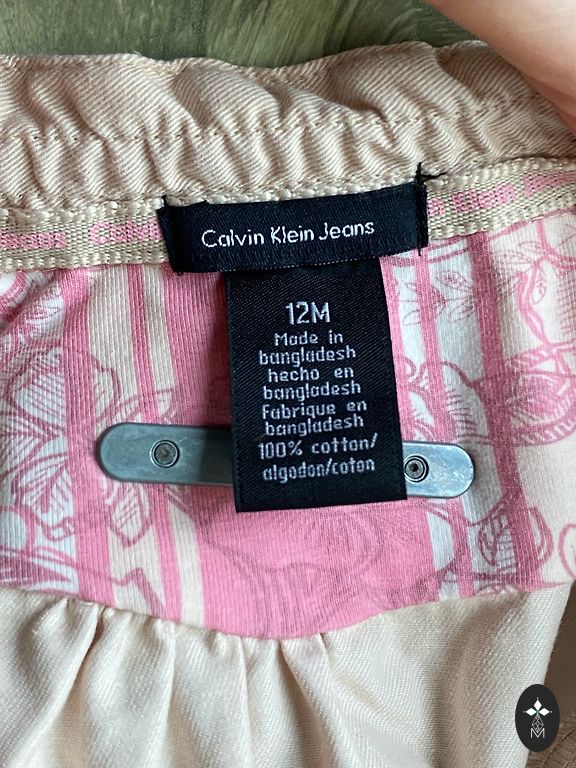 Calvin Klein Jeans
12M
Made in
bangladesh
hecho en
bangladesh
Fabrique en
bangladesh
100% cotton/
algodon/coton
M